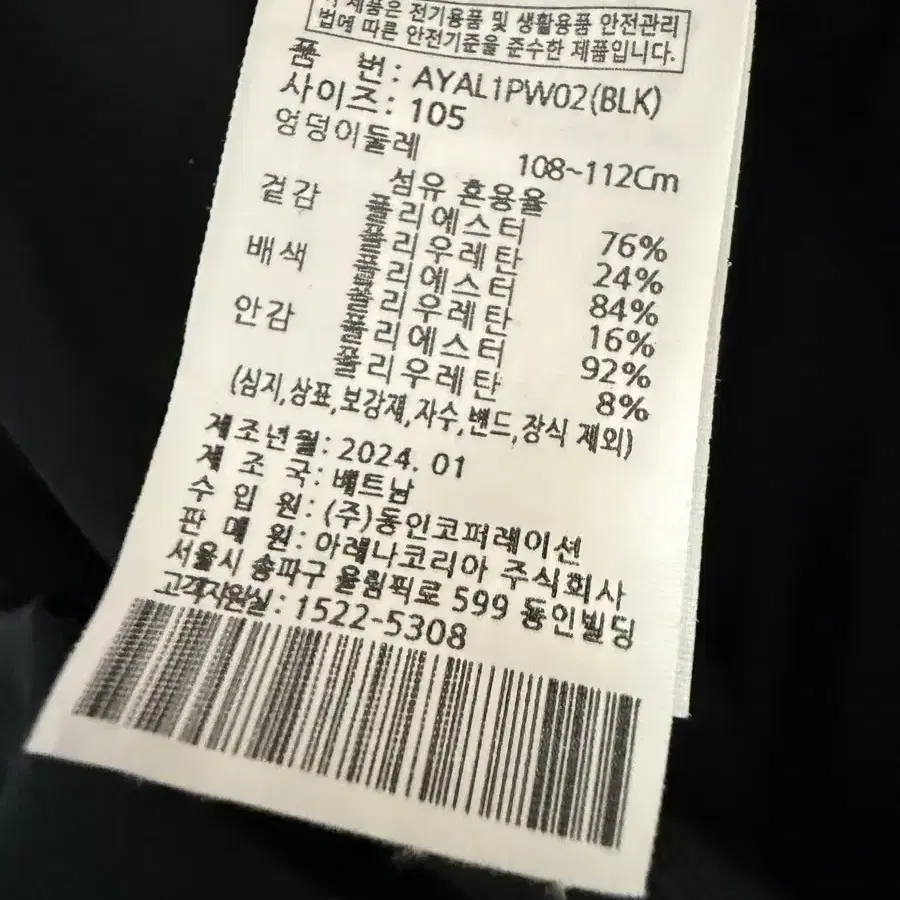 제품은 전기용품 및 생활용품 안전관리
법에 따른 안전기준을 준수한 제품입니다.
품 번: AYAL1PW02(BLK)
사이즈: 105
엉덩이둘레 108~112Cm
섬유 혼용율
겉감 폴리에스터 76%
폴리우레탄 24%
배색 폴리에스터 84%
폴리우레탄 16%
안감 폴리에스터 92%
폴리우레탄 8%
(심지,상표,보강재,자수,밴드,장식 제외)
제조년월: 2024. 01
제 조 국: 베트남
수 입 원: (주)동인코퍼레이션
판 매 원: 아레나코리아 주식회사
서울시 송파구 올림픽로 599 동인빌딩
고객지원실: 1522-5308